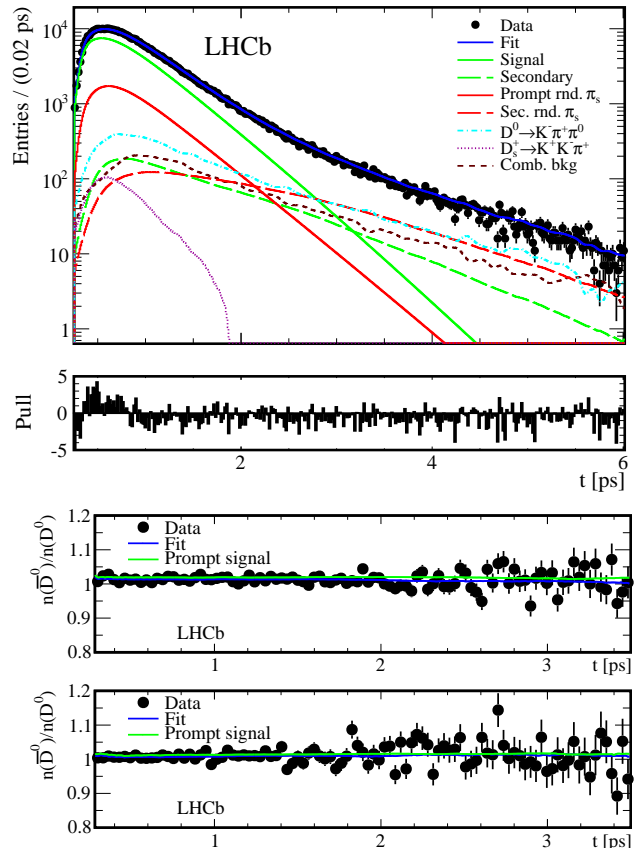 Entries / (0.02 ps)
10⁴
10³
10²
10
1
LHCb
Data
Fit
Signal
Secondary
Prompt rnd. πₛ
Sec. rnd. πₛ
D⁰→K⁻π⁺π⁰
Dₛ⁺→K⁺K⁻π⁺
Comb. bkg
Pull
5
0
-5
2 4 6
t [ps]
n(D̅⁰)/n(D⁰)
1.2
1.1
1.0
0.9
0.8
Data
Fit
Prompt signal
LHCb
1 2 3 t [ps]
n(D̅⁰)/n(D⁰)
1.2
1.1
1.0
0.9
0.8
Data
Fit
Prompt signal
LHCb
1 2 3 t [ps]